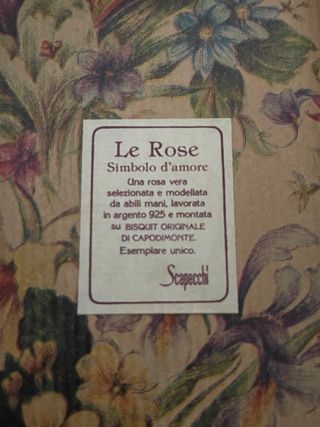 Le Rose
Simbolo d'amore
Una rosa vera
selezionata e modellata
da abili mani, lavorata
in argento 925 e montata
su BISQUIT ORIGINALE
DI CAPODIMONTE.
Esemplare unico.
Scapecchi